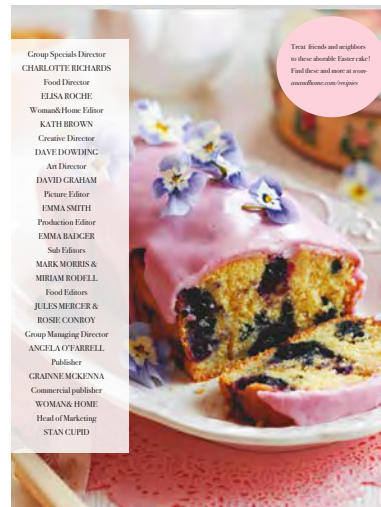 Group Specials Director
CHARLOTTE RICHARDS
Food Director
ELISA ROCHE
Woman&Home Editor
KATH BROWN
Creative Director
DAVE DOWDING
Art Director
DAVID GRAHAM
Picture Editor
EMMA SMITH
Production Editor
EMMA BADGER
Sub Editors
MARK MORRIS &
MIRIAM RODELL
Food Editors
JULES MERCER &
ROSIE CONROY
Group Managing Director
ANGELA O'FARRELL
Publisher
GRAINNE MCKENNA
Commercial publisher
WOMAN& HOME
Head of Marketing
STAN CUPID
Treat friends and neighbors
to these aborable Easter cake!
Find these and more at wom-
anandhome.com/recipies